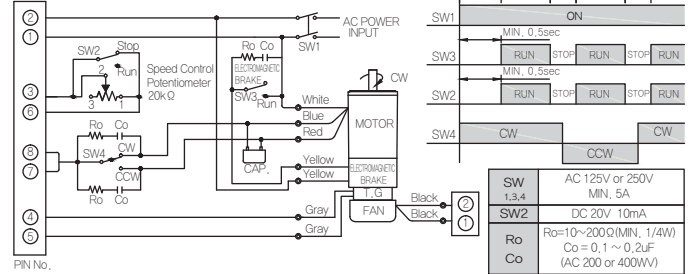 ②
①
③
⑥
⑧
⑦
④
⑤
PIN No.
SW2
Stop
Run
2
3
1
Speed Control
Potentiometer
20kΩ
Ro Co
SW4
CW
CCW
Ro Co
CAP.
Ro Co
ELECTROMAGNETIC
BRAKE
SW3
Run
SW1
AC POWER
INPUT
CW
White
Blue
Red
MOTOR
Yellow
Yellow
ELECTROMAGNETIC
BRAKE
T.G
Gray
Gray
FAN
Black
Black
②
①
SW1
ON
MIN. 0.5sec
SW3
RUN STOP RUN STOP RUN
MIN. 0.5sec
SW2
RUN STOP RUN STOP RUN
SW4
CW
CCW
CW
SW
1,3,4
AC 125V or 250V
MIN. 5A
SW2
DC 20V 10mA
Ro
Co
Ro=10~200Ω(MIN. 1/4W)
Co = 0.1 ~ 0.2uF
(AC 200 or 400WV)